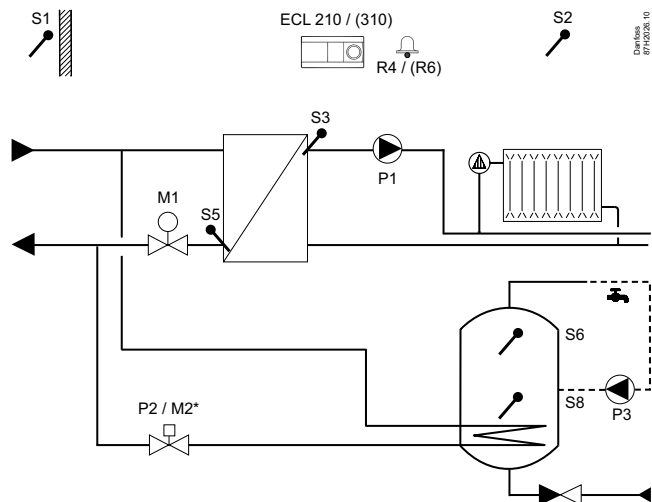 S1
ECL 210 / (310)
R4 / (R6)
S2
Danfoss
87H2026.10
S3
P1
M1
S5
S6
S8
P3
P2 / M2*